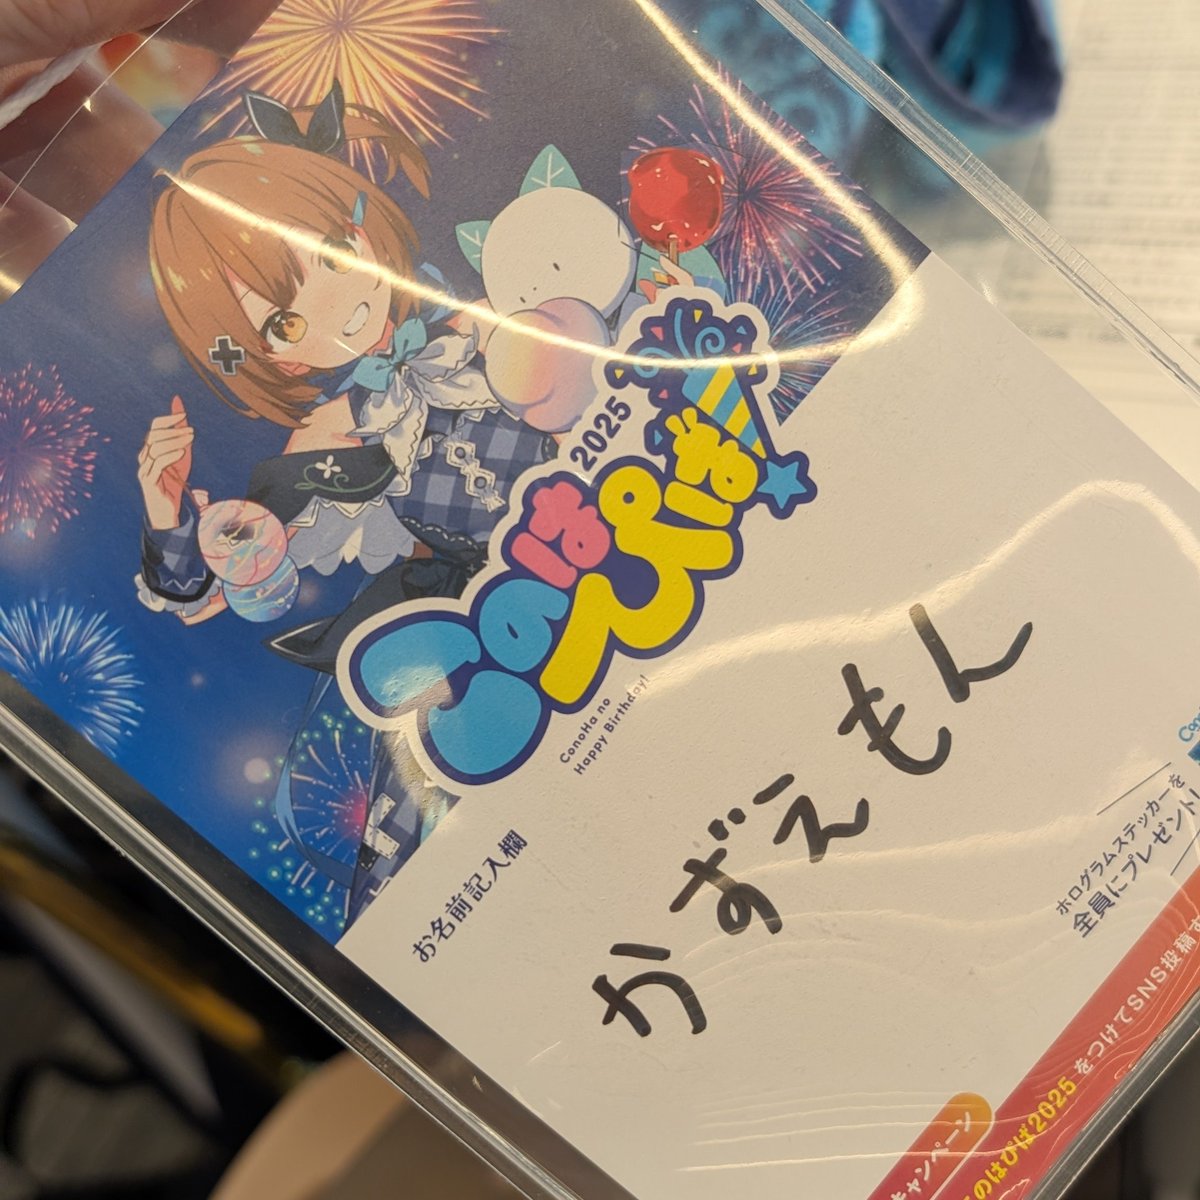 2025
このは
ぴば
ConoHa no
Happy Birthday!
お名前記入欄
かずえもん
ホログラムステッカーを
全員にプレゼント!
キャンペーン
のはぴば2025 をつけてSNS投稿